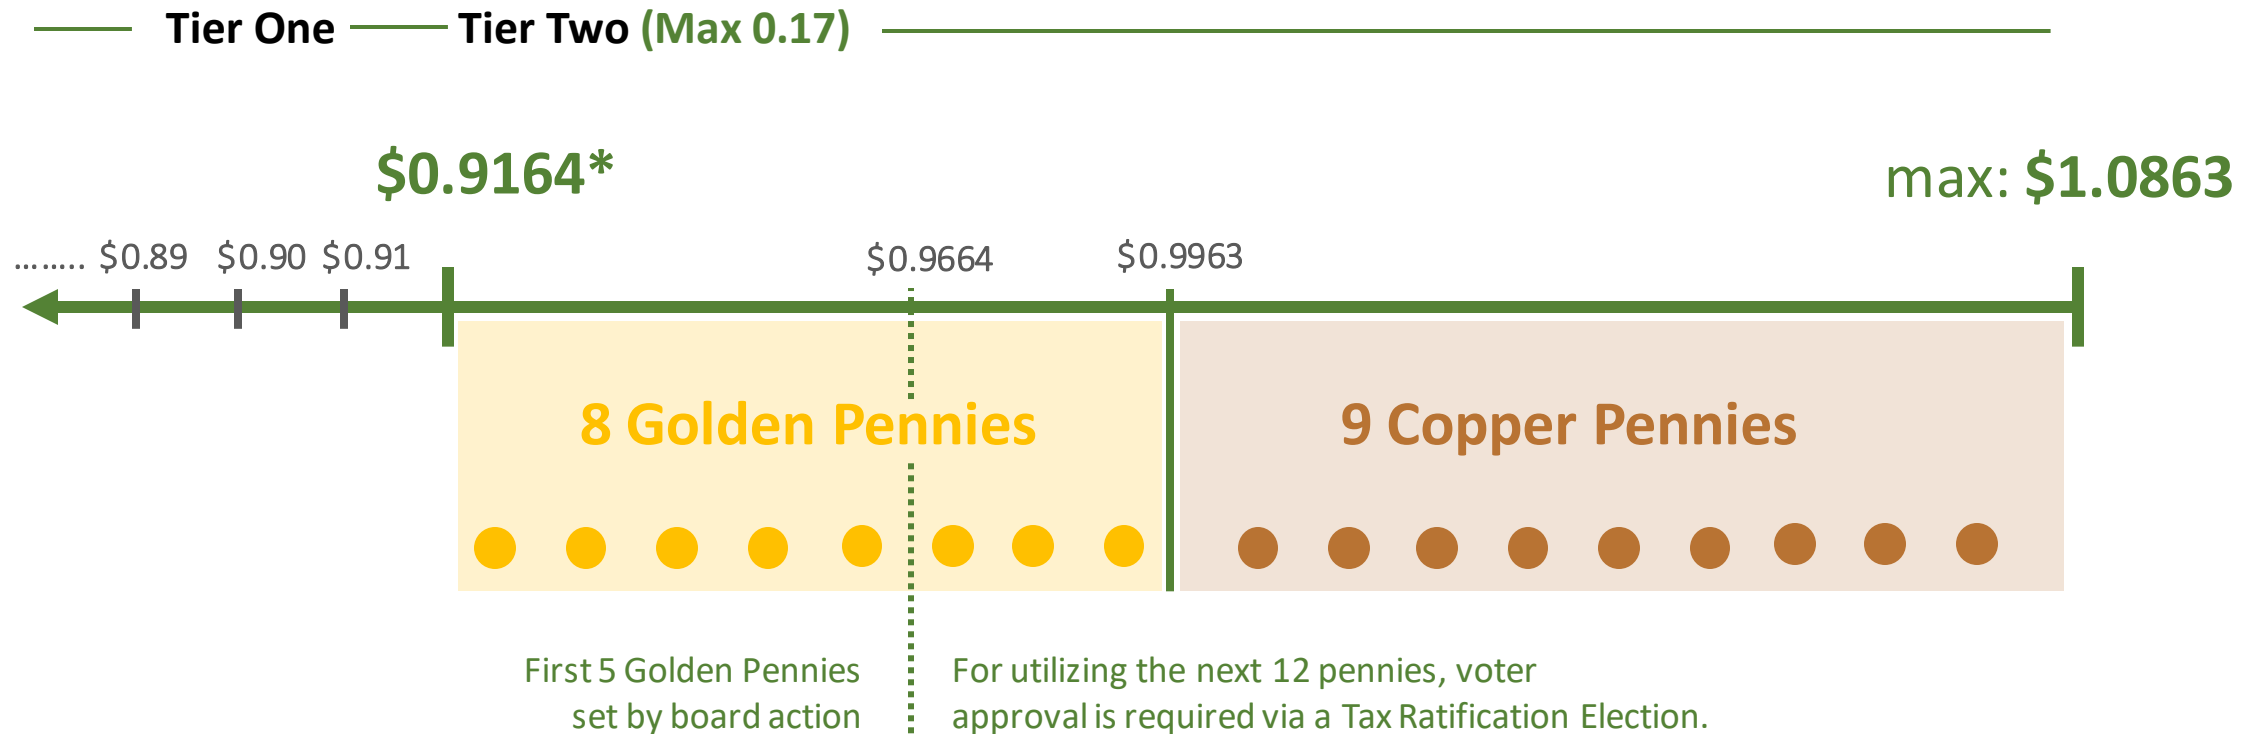 Tier One
Tier Two (Max 0.17)
$0.9164*
max: $1.0863
…….. $0.89 $0.90 $0.91
$0.9664
$0.9963
8 Golden Pennies
9 Copper Pennies
First 5 Golden Pennies
set by board action
For utilizing the next 12 pennies, voter
approval is required via a Tax Ratification Election.